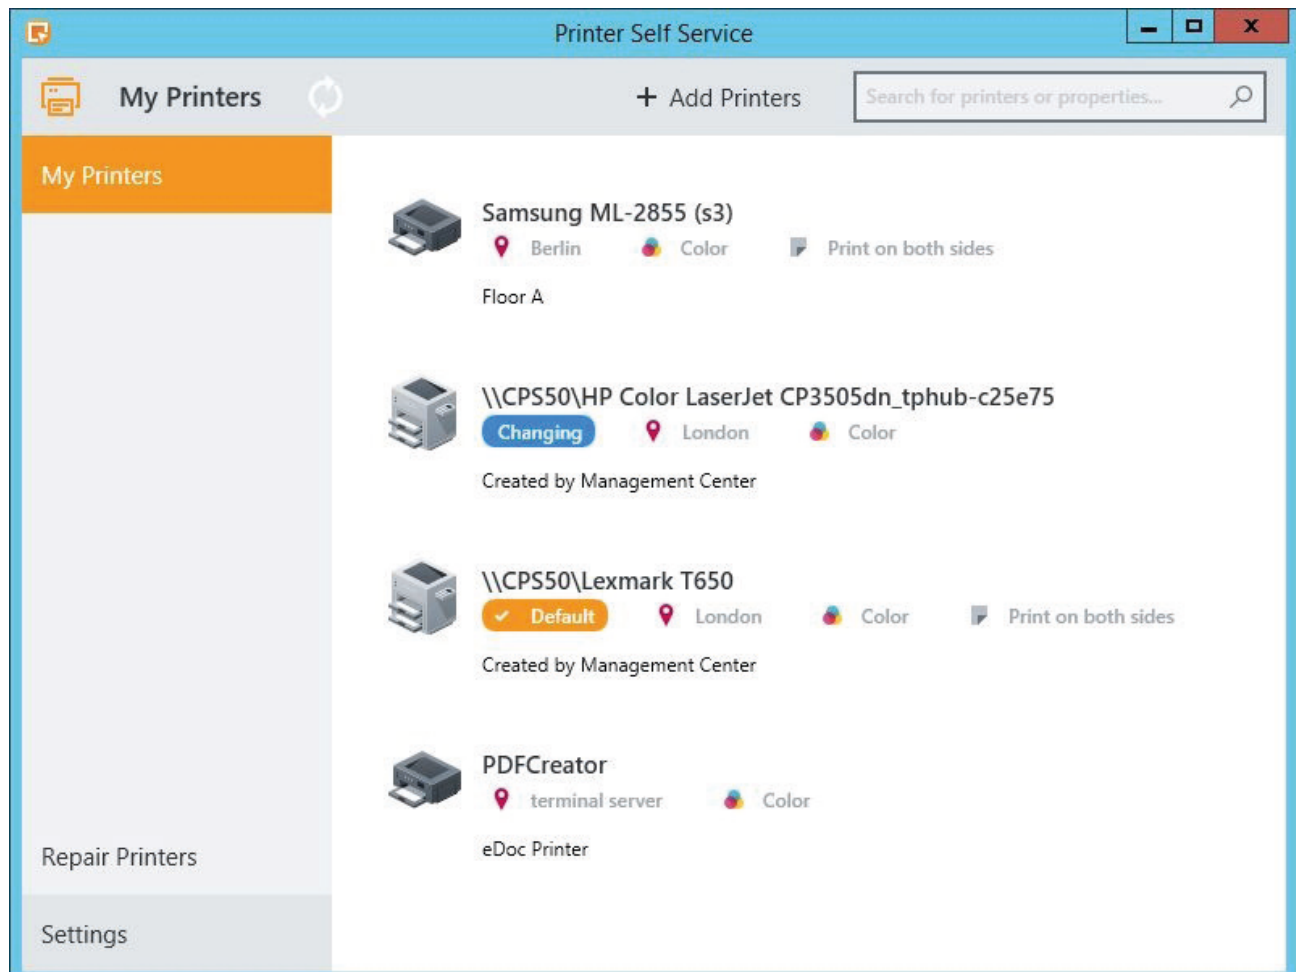 Printer Self Service
My Printers
+ Add Printers
Search for printers or properties...
My Printers
Samsung ML-2855 (s3)
Berlin Color Print on both sides
Floor A
\\CPS50\HP Color LaserJet CP3505dn_tphub-c25e75
Changing London Color
Created by Management Center
\\CPS50\Lexmark T650
Default London Color Print on both sides
Created by Management Center
PDFCreator
terminal server Color
eDoc Printer
Repair Printers
Settings